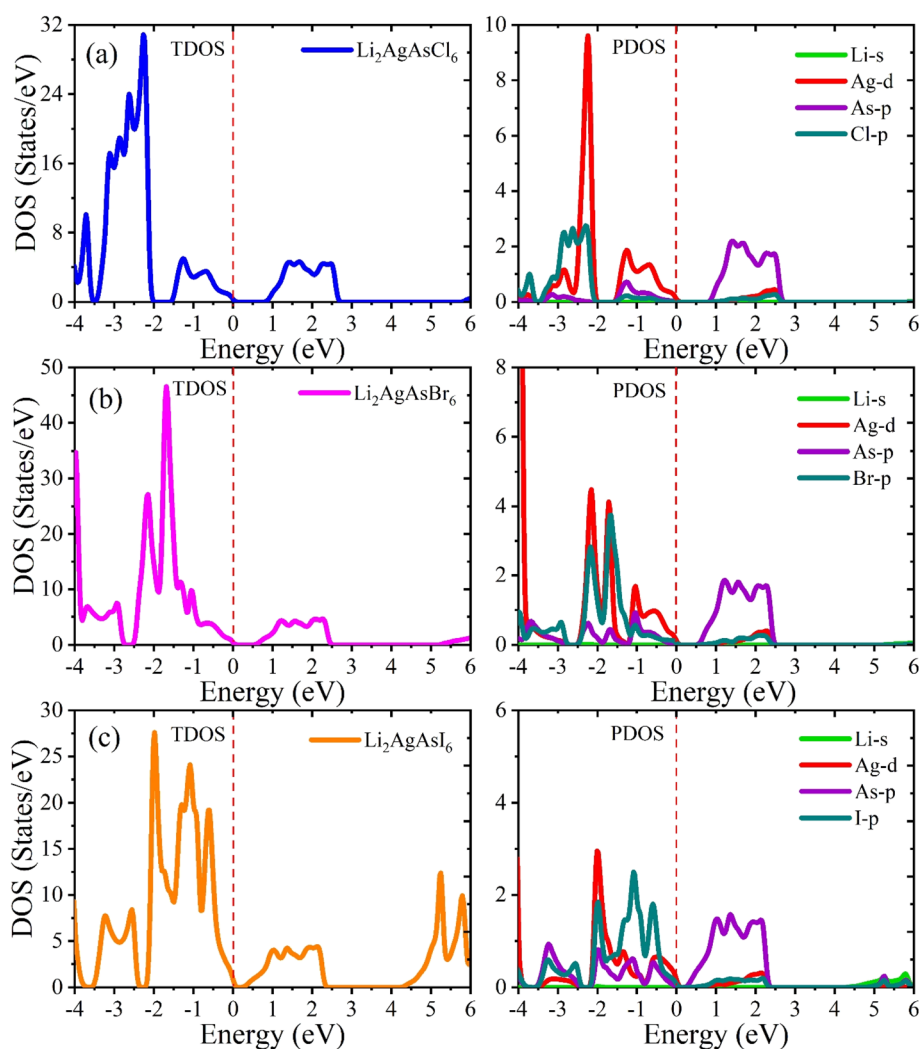 (a)
TDOS
Li₂AgAsCl₆
DOS (States/eV)
32
24
16
8
0
-4 -3 -2 -1 0 1 2 3 4 5 6
Energy (eV)
PDOS
Li-s
Ag-d
As-p
Cl-p
10
8
6
4
2
0
-4 -3 -2 -1 0 1 2 3 4 5 6
Energy (eV)
(b)
TDOS
Li₂AgAsBr₆
DOS (States/eV)
50
40
30
20
10
0
-4 -3 -2 -1 0 1 2 3 4 5 6
Energy (eV)
PDOS
Li-s
Ag-d
As-p
Br-p
8
6
4
2
0
-4 -3 -2 -1 0 1 2 3 4 5 6
Energy (eV)
(c)
TDOS
Li₂AgAsI₆
DOS (States/eV)
30
25
20
15
10
5
0
-4 -3 -2 -1 0 1 2 3 4 5 6
Energy (eV)
PDOS
Li-s
Ag-d
As-p
I-p
6
4
2
0
-4 -3 -2 -1 0 1 2 3 4 5 6
Energy (eV)